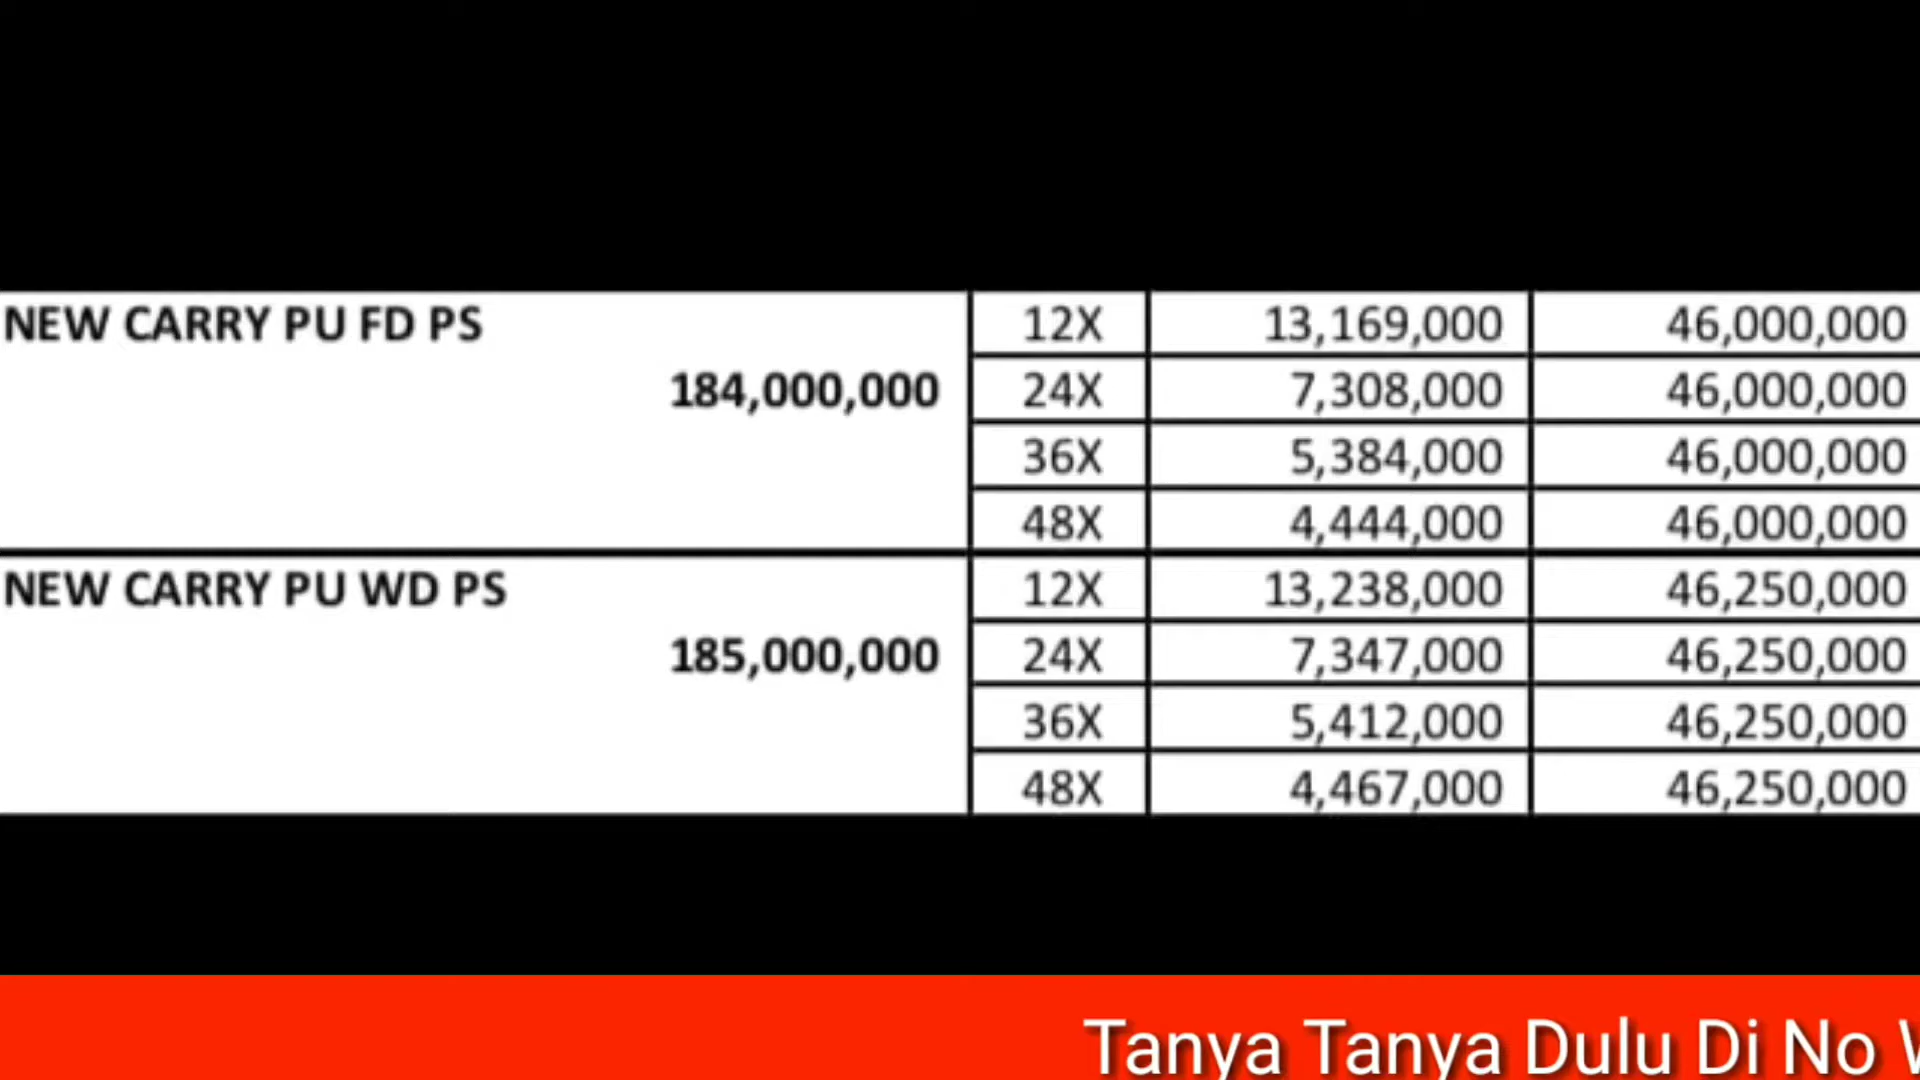 NEW CARRY PU FD PS 12X 13,169,000 46,000,000
184,000,000 24X 7,308,000 46,000,000
36X 5,384,000 46,000,000
48X 4,444,000 46,000,000
NEW CARRY PU WD PS 12X 13,238,000 46,250,000
185,000,000 24X 7,347,000 46,250,000
36X 5,412,000 46,250,000
48X 4,467,000 46,250,000
Tanya Tanya Dulu Di No